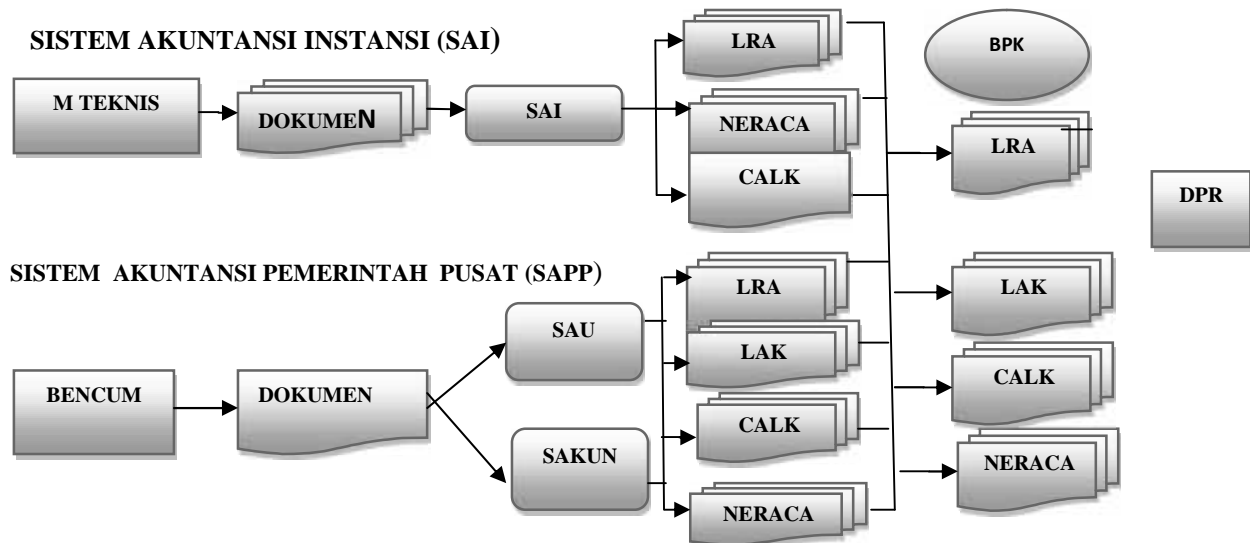 SISTEM AKUNTANSI INSTANSI (SAI)
M TEKNIS
DOKUMEN
SAI
LRA
NERACA
CALK
BPK
LRA
DPR
SISTEM AKUNTANSI PEMERINTAH PUSAT (SAPP)
BENCUM
DOKUMEN
SAU
SAKUN
LRA
LAK
CALK
NERACA
LAK
CALK
NERACA